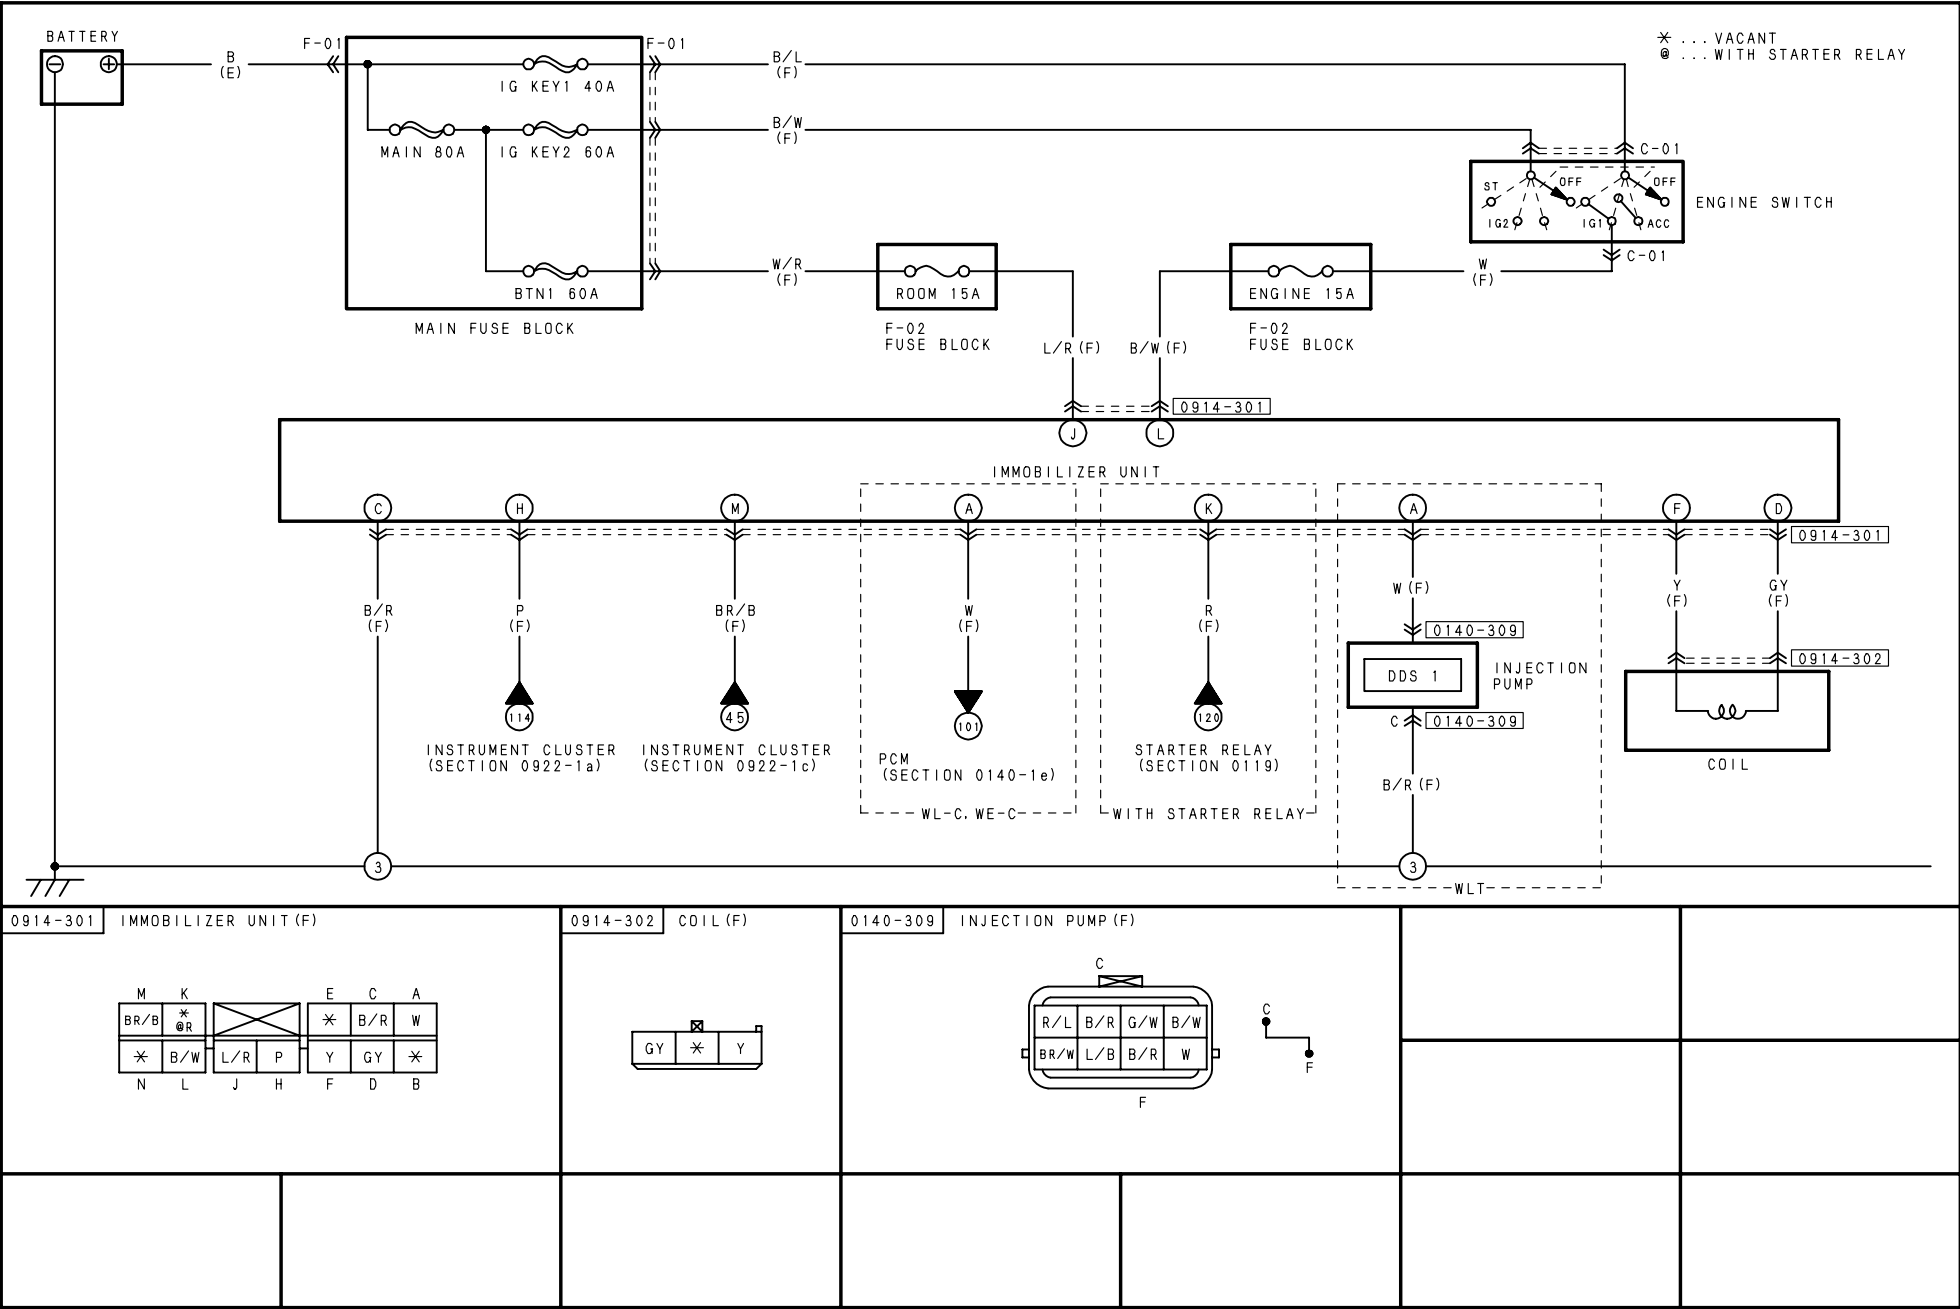 BATTERY
B
(E)
F-01
F-01
B/L
(F)
* ... VACANT
@ ... WITH STARTER RELAY
IG KEY1 40A
B/W
(F)
MAIN 80A
IG KEY2 60A
C-01
ST
OFF
OFF
IG2
IG1
ACC
ENGINE SWITCH
C-01
W/R
(F)
W
(F)
BTN1 60A
ROOM 15A
ENGINE 15A
MAIN FUSE BLOCK
F-02
FUSE BLOCK
F-02
FUSE BLOCK
L/R (F)
B/W (F)
0914-301
J
L
IMMOBILIZER UNIT
C
H
M
A
K
A
F
D
0914-301
B/R
(F)
P
(F)
BR/B
(F)
W
(F)
R
(F)
W (F)
Y
(F)
GY
(F)
0140-309
0914-302
DDS 1
INJECTION
PUMP
C
0140-309
114
45
101
120
INSTRUMENT CLUSTER
(SECTION 0922-1a)
INSTRUMENT CLUSTER
(SECTION 0922-1c)
PCM
(SECTION 0140-1e)
STARTER RELAY
(SECTION 0119)
COIL
B/R (F)
WL-C, WE-C
WITH STARTER RELAY
3
3
WLT
0914-301 IMMOBILIZER UNIT (F)
M K E C A
BR/B * @R * B/R W
* B/W L/R P Y GY *
N L J H F D B
0914-302 COIL (F)
GY * Y
0140-309 INJECTION PUMP (F)
C
R/L B/R G/W B/W
BR/W L/B B/R W
F
C
F